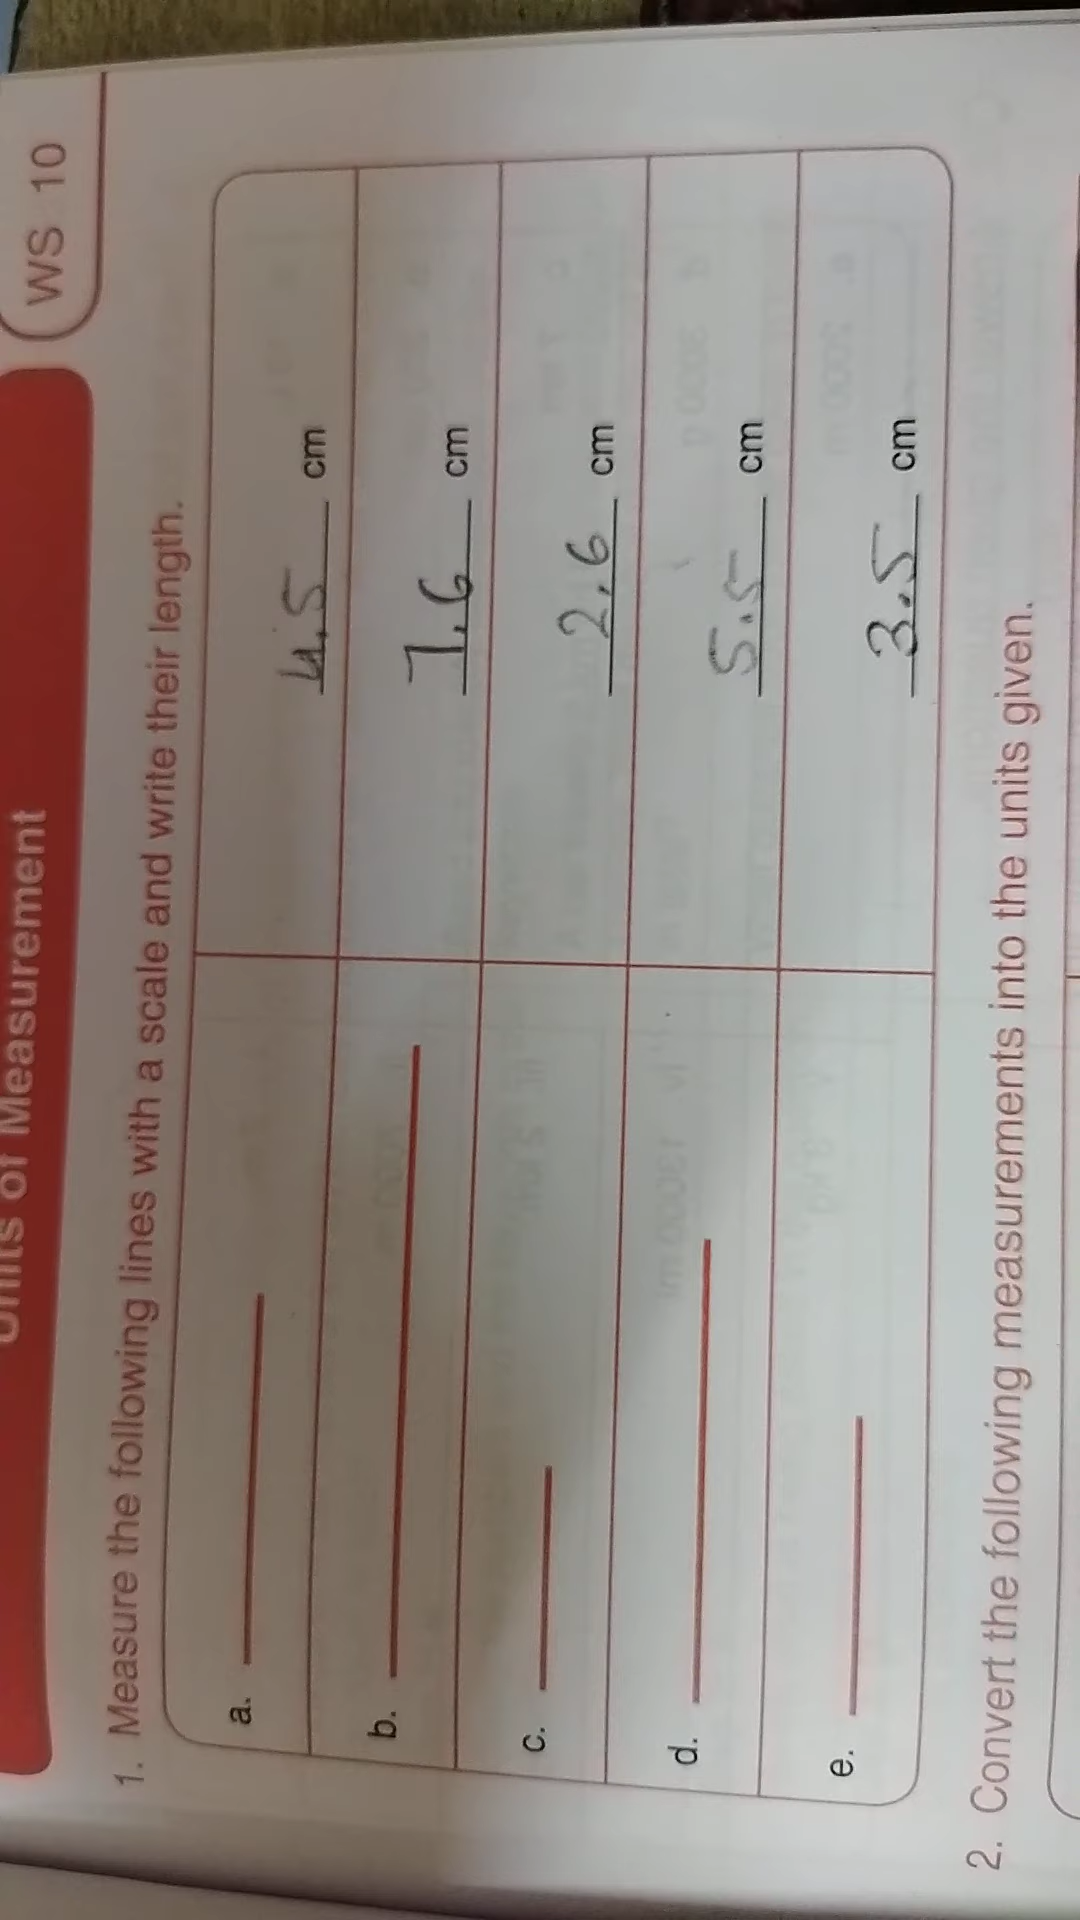 Units of Measurement
WS 10
1. Measure the following lines with a scale and write their length.
a. 4.5 cm
b. 7.6 cm
c. 2.6 cm
d. 5.5 cm
e. 3.5 cm
2. Convert the following measurements into the units given.